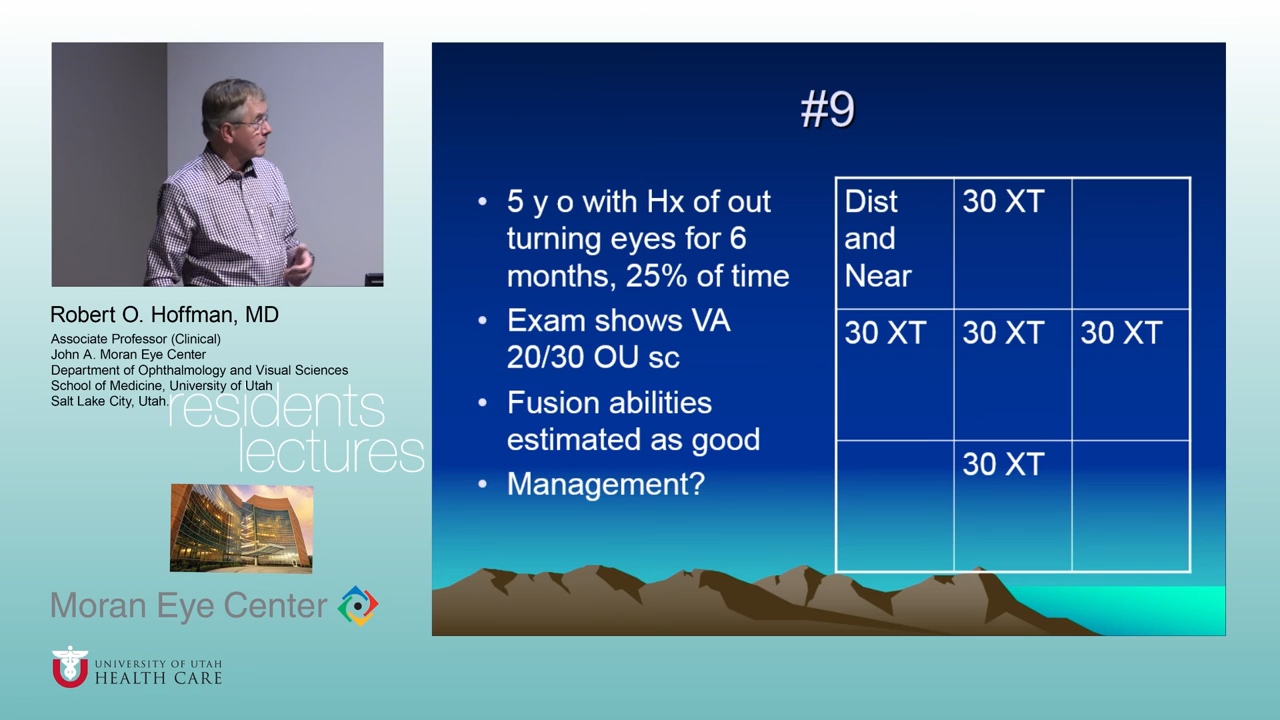 #9
• 5 y o with Hx of out
turning eyes for 6
months, 25% of time
• Exam shows VA
20/30 OU sc
• Fusion abilities
estimated as good
• Management?
Dist
and
Near
30 XT
30 XT
30 XT
30 XT
30 XT
Robert O. Hoffman, MD
Associate Professor (Clinical)
John A. Moran Eye Center
Department of Ophthalmology and Visual Sciences
School of Medicine, University of Utah
Salt Lake City, Utah.
residents
lectures
Moran Eye Center
UNIVERSITY OF UTAH
HEALTH CARE